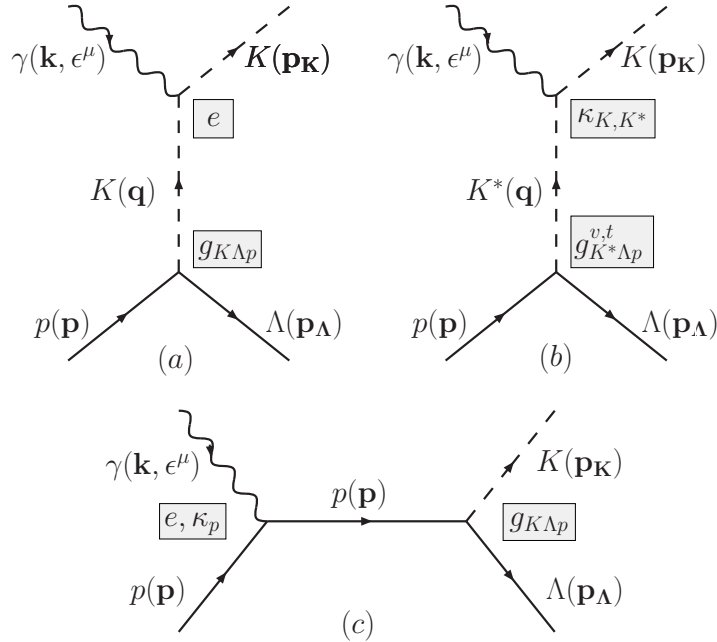 γ(k, ϵ^μ)
K(p_K)
e
K(q)
g_{KΛp}
p(p)
Λ(p_Λ)
(a)
γ(k, ϵ^μ)
K(p_K)
κ_{K,K*}
K*(q)
g^{v,t}_{K*Λp}
p(p)
Λ(p_Λ)
(b)
γ(k, ϵ^μ)
K(p_K)
p(p)
e, κ_p
g_{KΛp}
p(p)
Λ(p_Λ)
(c)